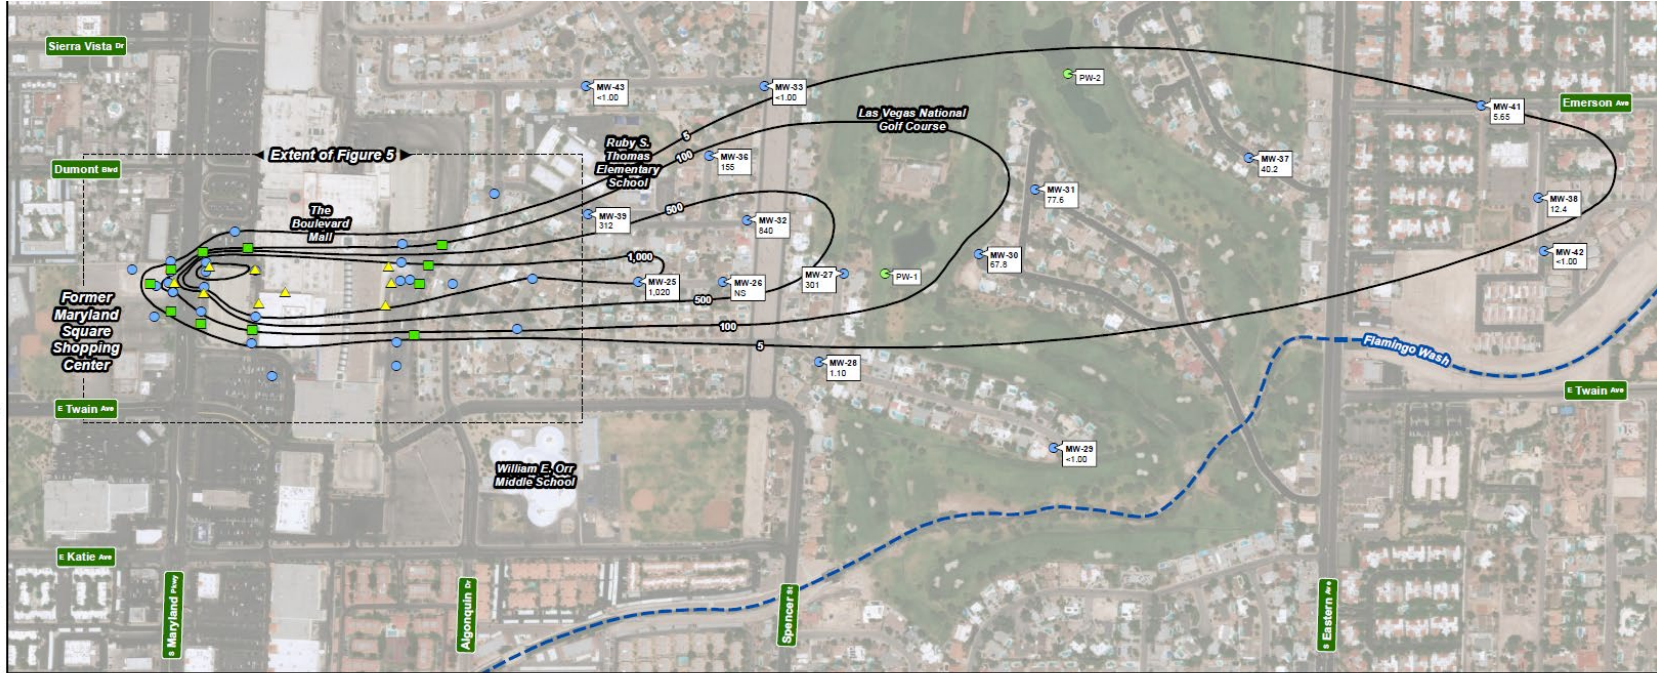 Sierra Vista Dr
MW-43
<1.00
MW-33
<1.00
PW-2
MW-41
5.65
Emerson Ave
Las Vegas National
Golf Course
5
100
Ruby S.
Thomas
Elementary
School
◄ Extent of Figure 5 ►
Dumont Blvd
MW-36
155
MW-37
40.2
MW-31
77.6
MW-38
12.4
The
Boulevard
Mall
MW-39
312
500
MW-32
840
1,000
MW-42
<1.00
MW-30
67.8
MW-25
1,020
MW-26
NS
MW-27
301
PW-1
Former
Maryland
Square
Shopping
Center
500
100
5
Flamingo Wash
MW-28
1.10
E Twain Ave
E Twain Ave
MW-29
<1.00
William E. Orr
Middle School
E Katie Ave
S Maryland Pkwy
Algonquin Dr
Spencer St
S Eastern Ave